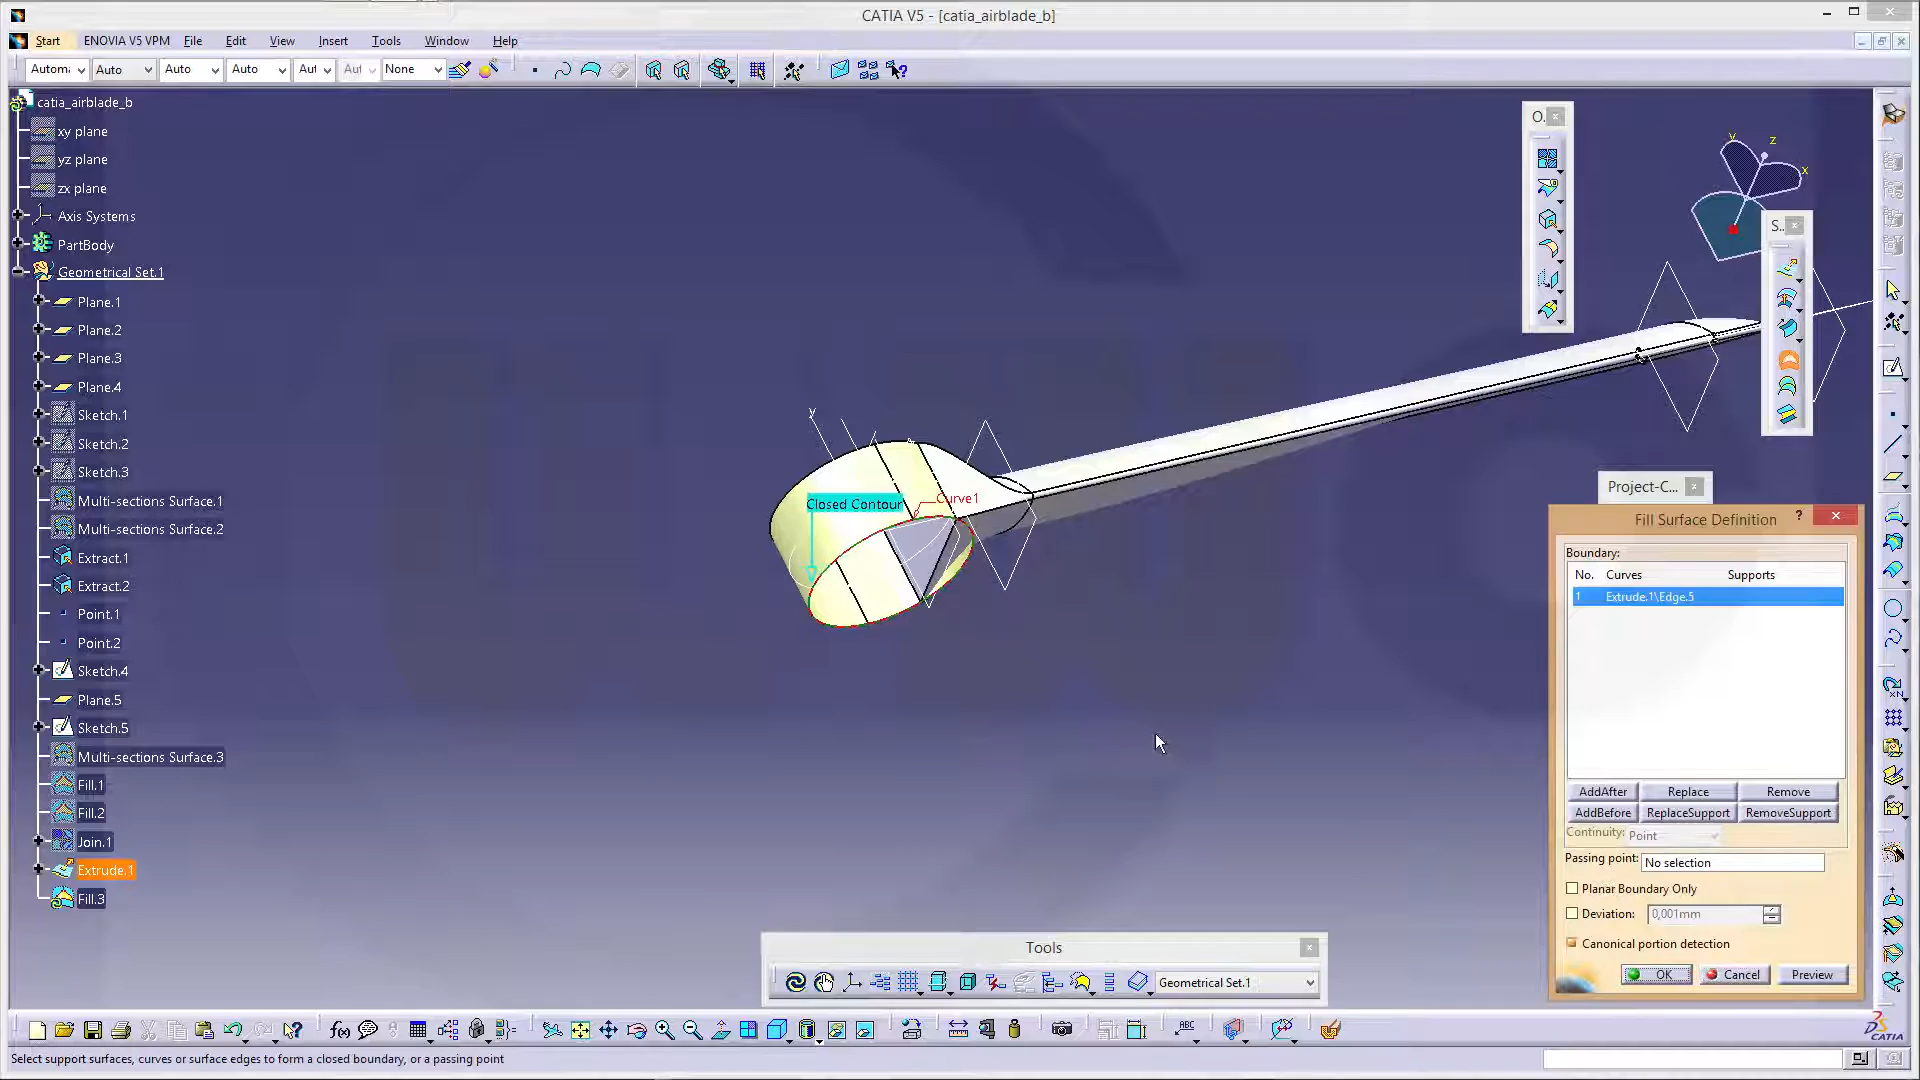 CATIA V5 - [catia_airblade_b]
Start ENOVIA V5 VPM File Edit View Insert Tools Window Help
Autom Auto Auto Auto Aut Aut None
catia_airblade_b
xy plane
yz plane
zx plane
Axis Systems
PartBody
Geometrical Set.1
Plane.1
Plane.2
Plane.3
Plane.4
Sketch.1
Sketch.2
Sketch.3
Multi-sections Surface.1
Multi-sections Surface.2
Extract.1
Extract.2
Point.1
Point.2
Sketch.4
Plane.5
Sketch.5
Multi-sections Surface.3
Fill.1
Fill.2
Join.1
Extrude.1
Fill.3
y
Closed Contour
Curve1
O.
y
z
x
S..
Project-C...
Fill Surface Definition ?
Boundary:
No. Curves Supports
1 Extrude.1\Edge.5
AddAfter Replace Remove
AddBefore ReplaceSupport RemoveSupport
Continuity: Point
Passing point: No selection
Planar Boundary Only
Deviation: 0,001mm
Canonical portion detection
OK Cancel Preview
Tools
Geometrical Set.1
f(x)
ABC
Select support surfaces, curves or surface edges to form a closed boundary, or a passing point
CATIA